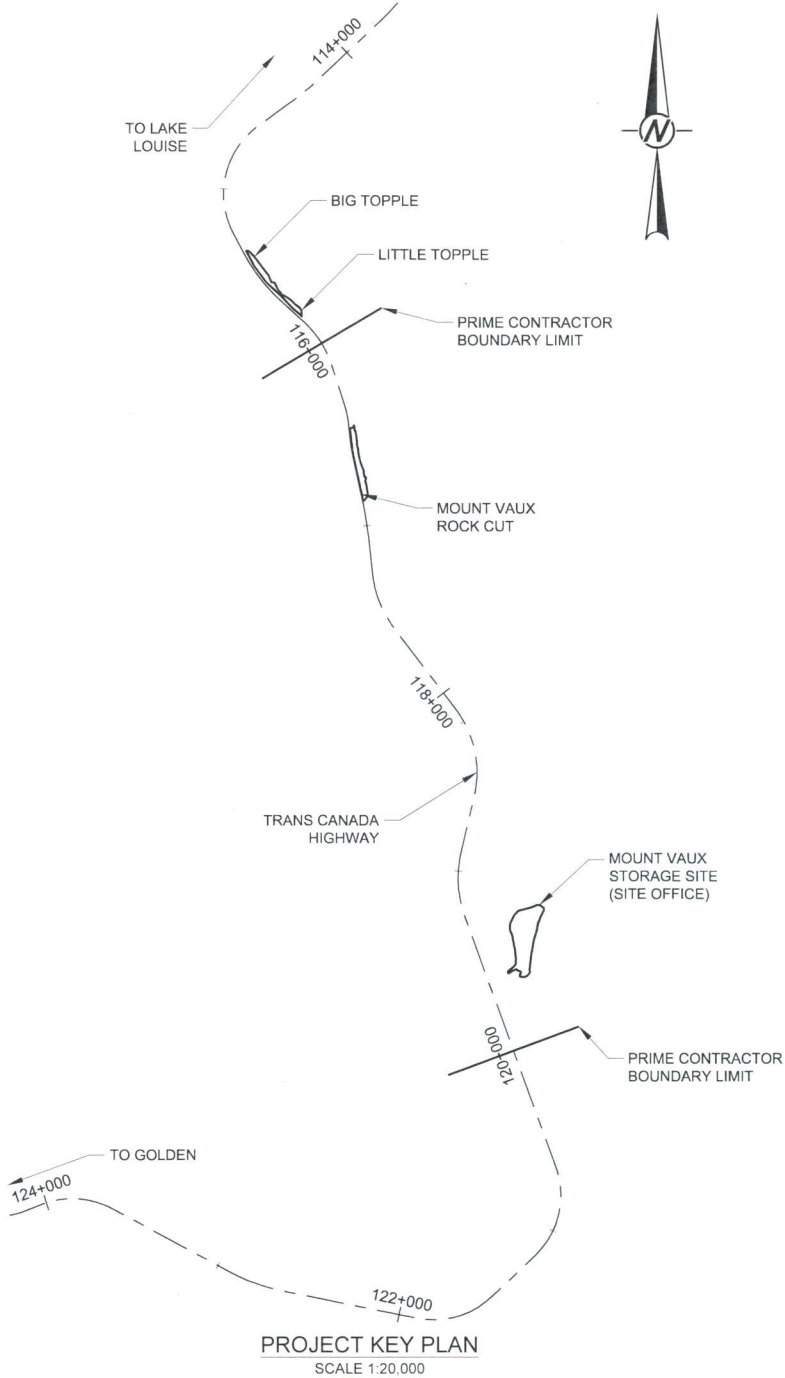 114+000
TO LAKE
LOUISE
N
BIG TOPPLE
LITTLE TOPPLE
PRIME CONTRACTOR
BOUNDARY LIMIT
116+000
MOUNT VAUX
ROCK CUT
118+000
TRANS CANADA
HIGHWAY
MOUNT VAUX
STORAGE SITE
(SITE OFFICE)
120+000
PRIME CONTRACTOR
BOUNDARY LIMIT
TO GOLDEN
124+000
122+000
PROJECT KEY PLAN
SCALE 1:20,000